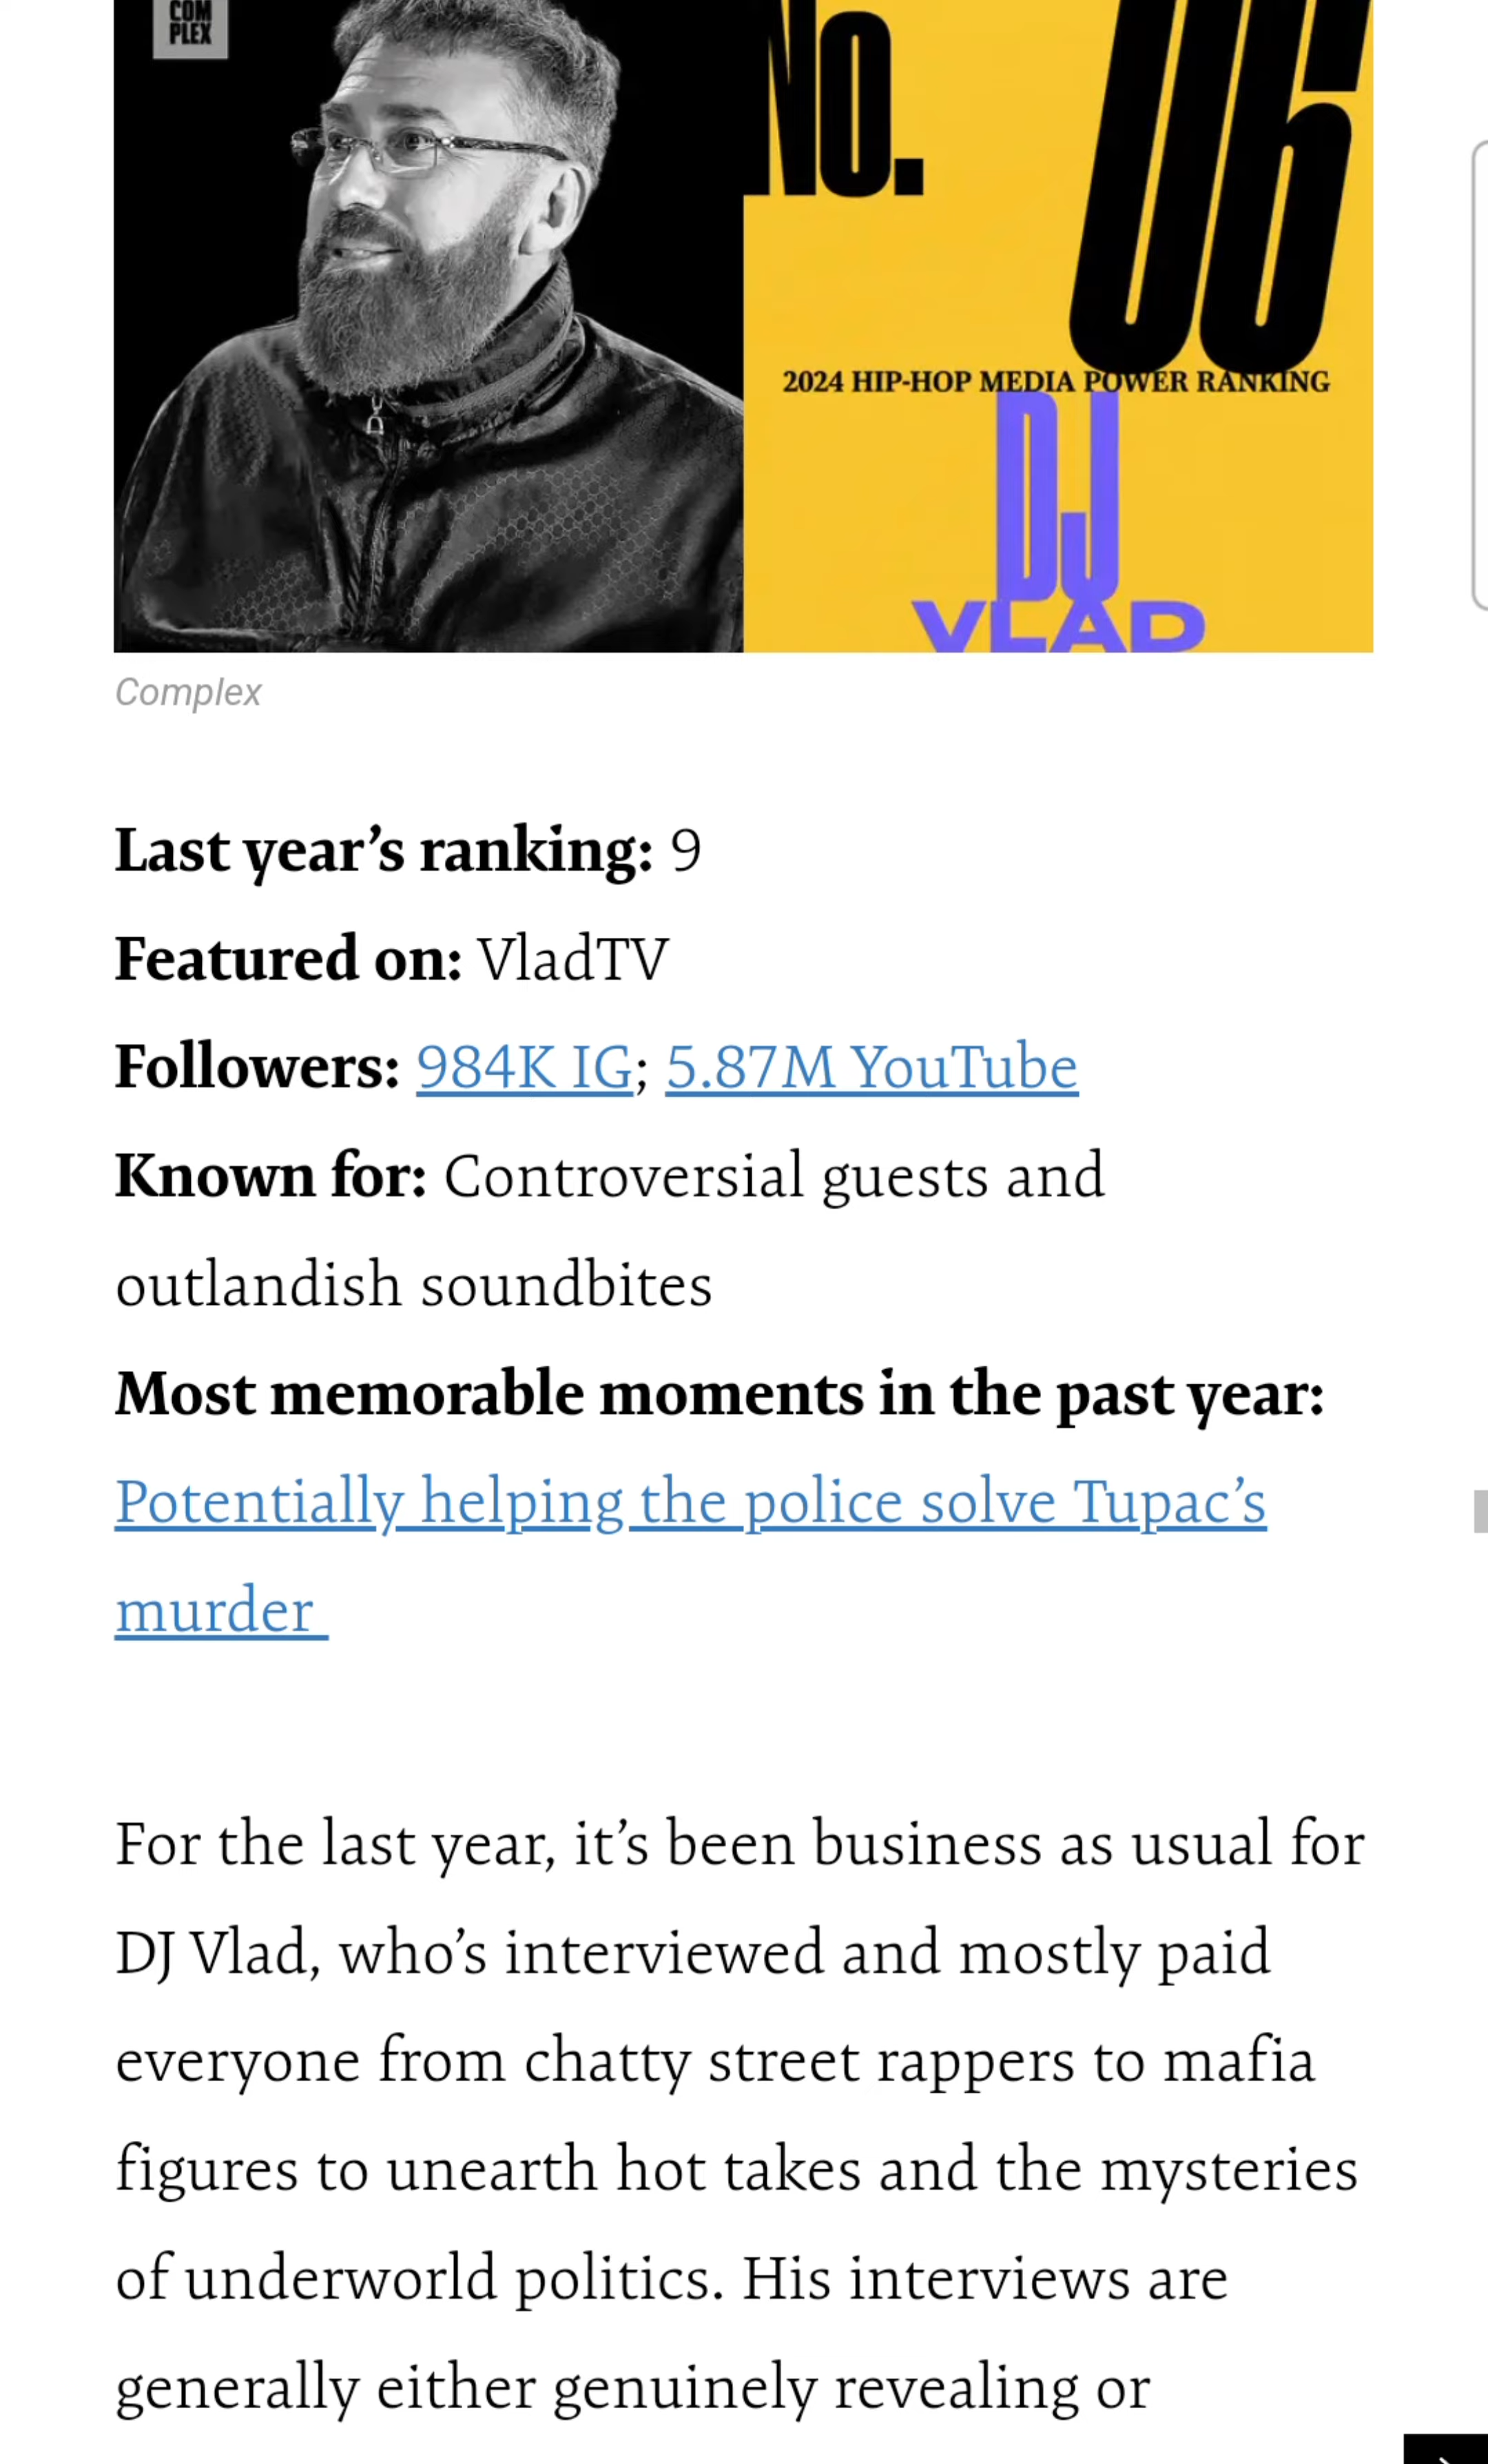 COM
PLEX
No. 06
2024 HIP-HOP MEDIA POWER RANKING
DJ
VLAD
Complex
Last year’s ranking: 9
Featured on: VladTV
Followers: 984K IG; 5.87M YouTube
Known for: Controversial guests and
outlandish soundbites
Most memorable moments in the past year:
Potentially helping the police solve Tupac’s
murder
For the last year, it’s been business as usual for
DJ Vlad, who’s interviewed and mostly paid
everyone from chatty street rappers to mafia
figures to unearth hot takes and the mysteries
of underworld politics. His interviews are
generally either genuinely revealing or